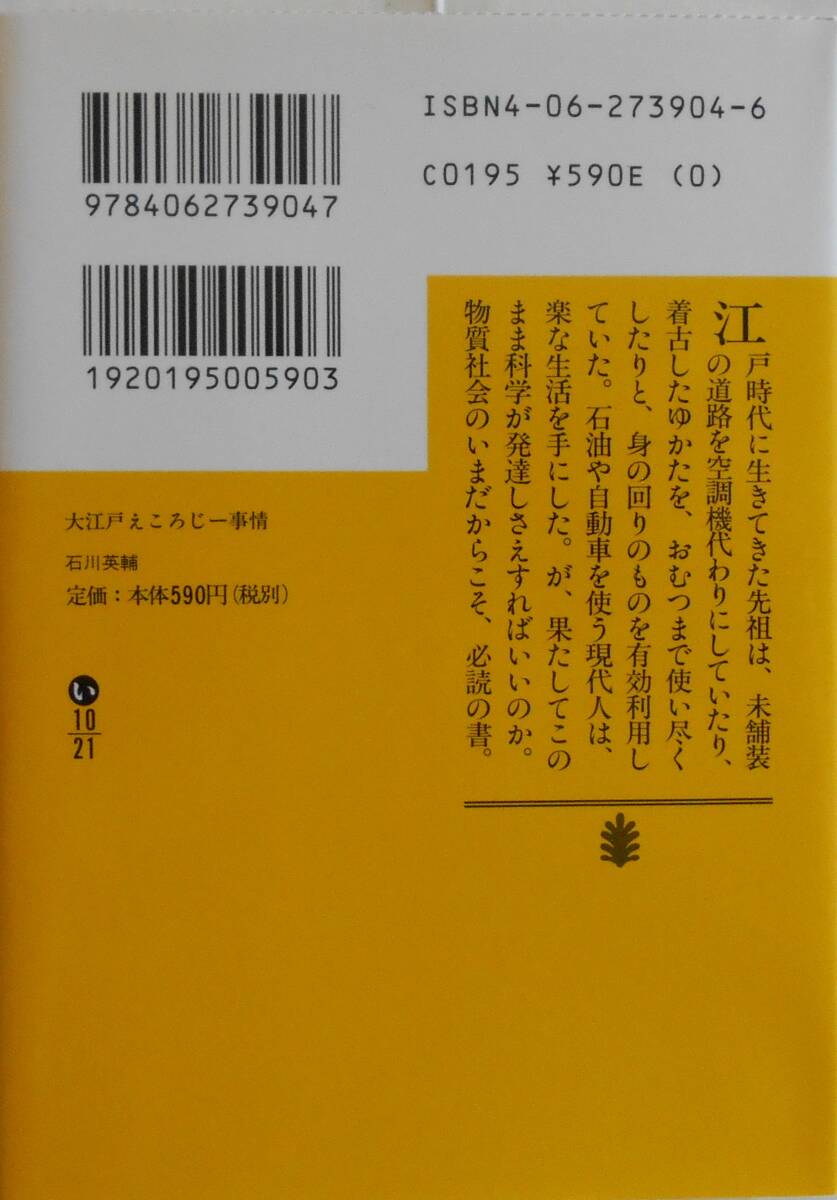 9784062739047
ISBN4-06-273904-6
C0195 ¥590E (0)
1920195005903
江戸時代に生きてきた先祖は、未舗装
の道路を空調機代わりにしていたり、
着古したゆかたを、おむつまで使い尽く
したりと、身の回りのものを有効利用し
ていた。石油や自動車を使う現代人は、
楽な生活を手にした。が、果たしてこの
まま科学が発達しさえすればいいのか。
物質社会のいまだからこそ、必読の書。
大江戸えころじー事情
石川英輔
定価：本体590円（税別）
い
10
21